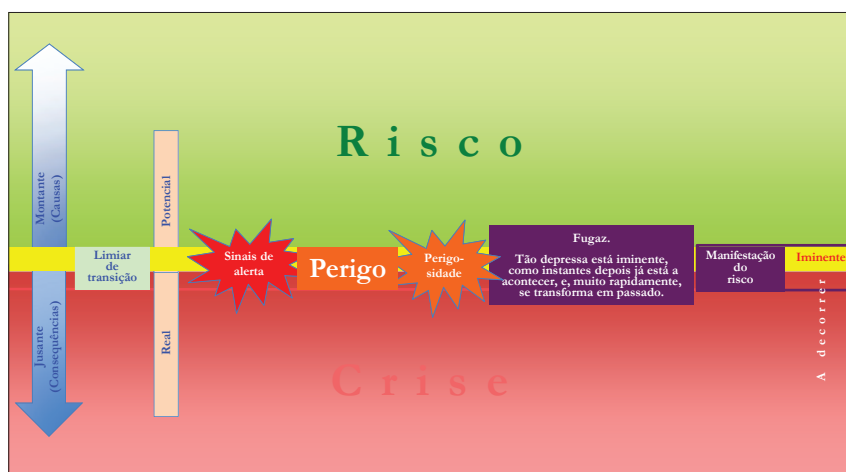 Risco
Montante
(Causas)
Potencial
Limiar
de
transição
Sinais de
alerta
Perigo
Perigo-
sidade
Fugaz.
Tão depressa está iminente,
como instantes depois já está a
acontecer, e, muito rapidamente,
se transforma em passado.
Manifestação
do
risco
Iminente
A decorrer
Jusante
(Consequências)
Real
Crise